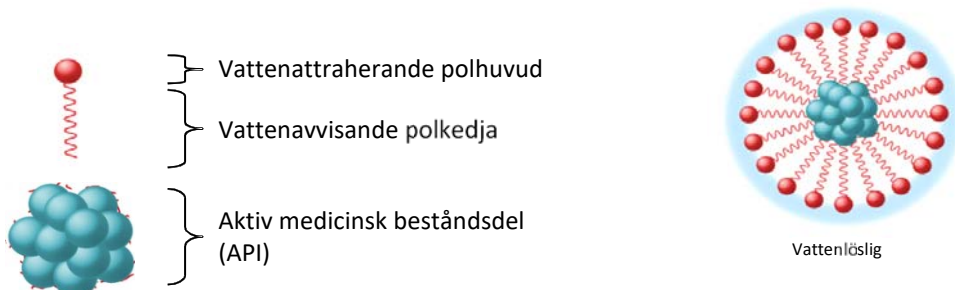 Vattenattraherande polhuvud
Vattenavvisande polkedja
Aktiv medicinsk beståndsdel
(API)
Vattenlöslig